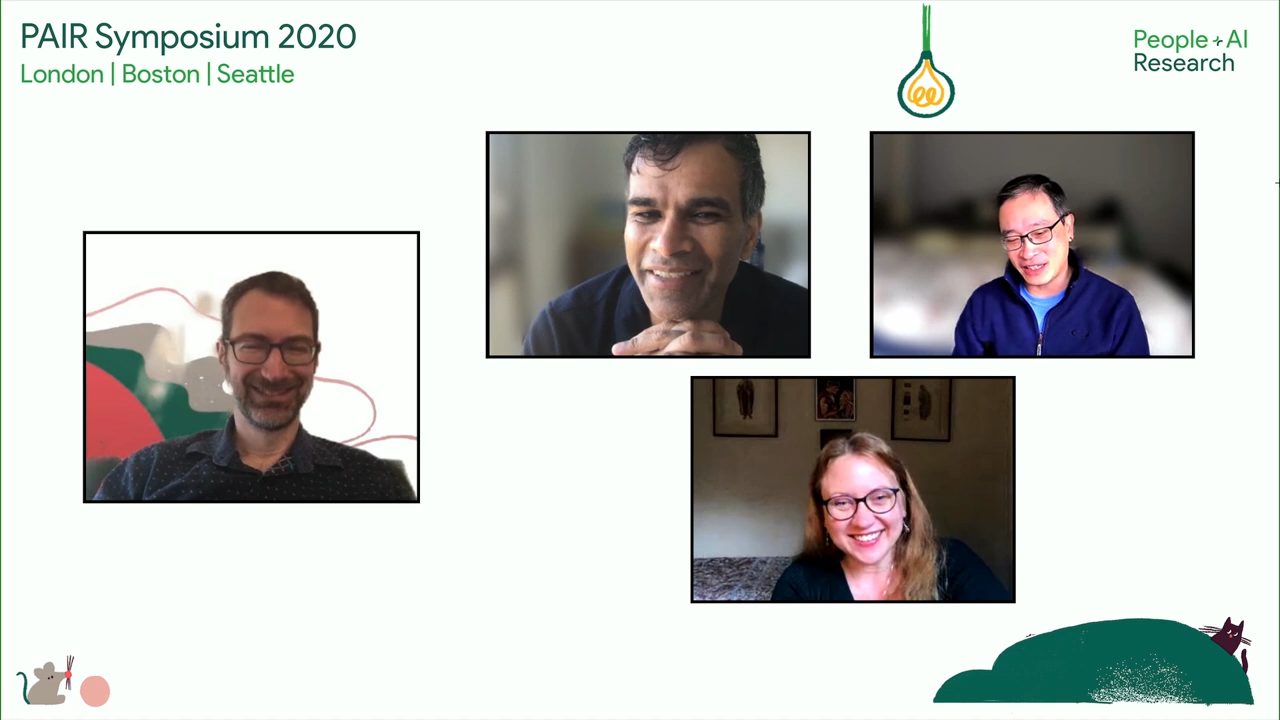 PAIR Symposium 2020
London | Boston | Seattle
People + AI
Research